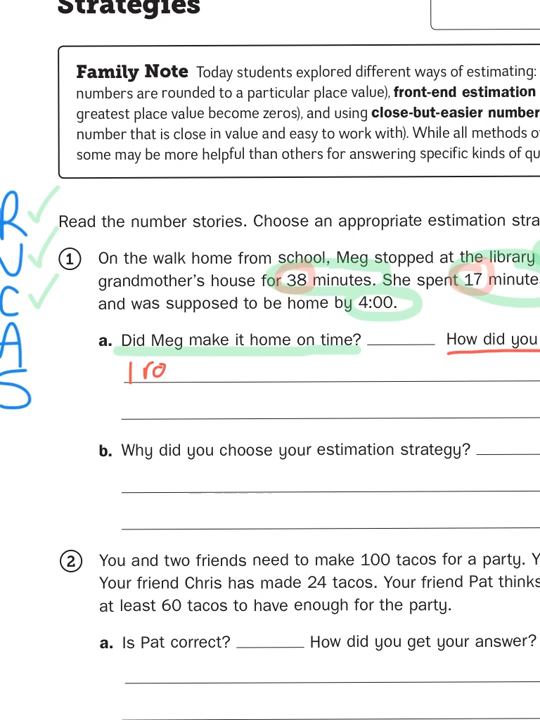 Strategies
Family Note Today students explored different ways of estimating:
numbers are rounded to a particular place value), front-end estimation
greatest place value become zeros), and using close-but-easier number
number that is close in value and easy to work with). While all methods o
some may be more helpful than others for answering specific kinds of qu
Read the number stories. Choose an appropriate estimation stra
1 On the walk home from school, Meg stopped at the library
grandmother's house for 38 minutes. She spent 17 minute
and was supposed to be home by 4:00.
a. Did Meg make it home on time? ______ How did you
I ro
b. Why did you choose your estimation strategy? ______
2 You and two friends need to make 100 tacos for a party. Y
Your friend Chris has made 24 tacos. Your friend Pat thinks
at least 60 tacos to have enough for the party.
a. Is Pat correct? ______ How did you get your answer?
R
U
C
A
S